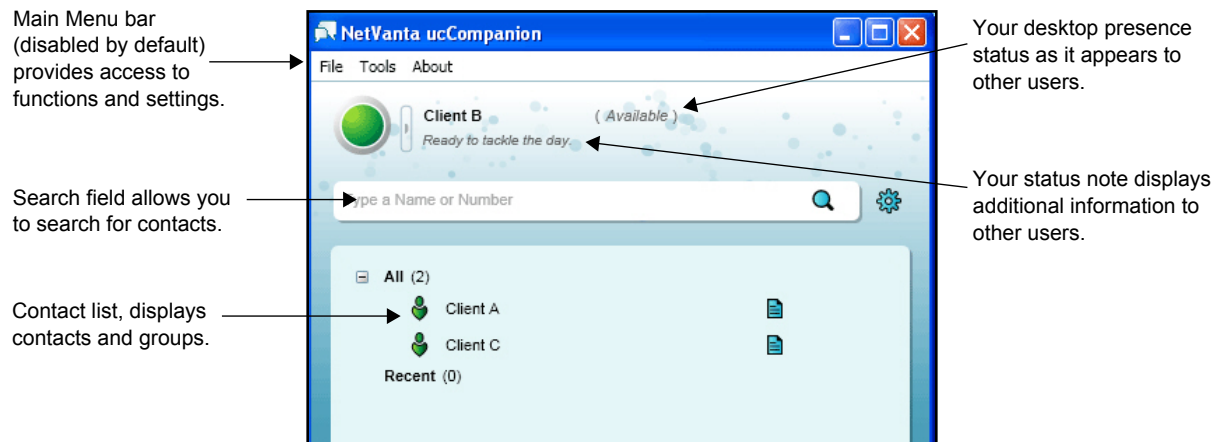 Main Menu bar
(disabled by default)
provides access to
functions and settings.
Search field allows you
to search for contacts.
Contact list, displays
contacts and groups.
NetVanta ucCompanion
File Tools About
Client B ( Available )
Ready to tackle the day.
Type a Name or Number
All (2)
Client A
Client C
Recent (0)
Your desktop presence
status as it appears to
other users.
Your status note displays
additional information to
other users.